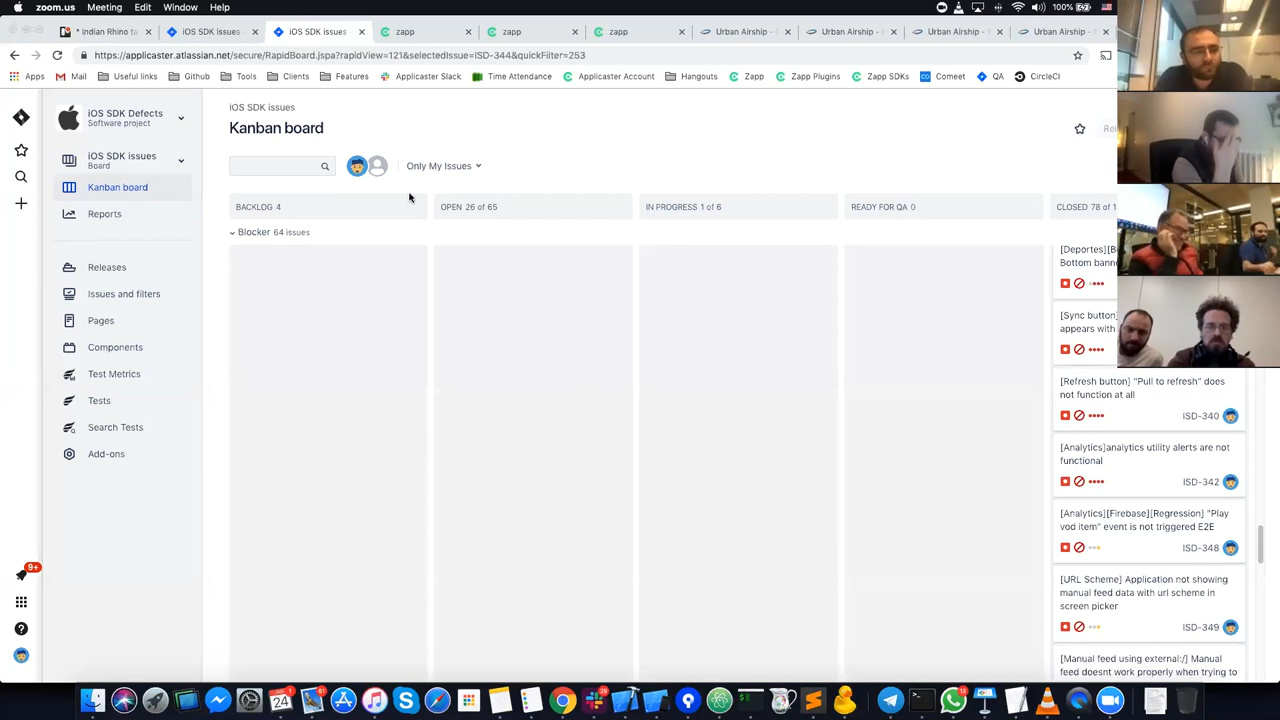 zoom.us Meeting Edit Window Help
100%
* Indian Rhino ta
iOS SDK issues -
iOS SDK issues -
zapp
zapp
zapp
Urban Airship -
Urban Airship -
Urban Airship -
Urban Airship -
https://applicaster.atlassian.net/secure/RapidBoard.jspa?rapidView=121&selectedIssue=ISD-344&quickFilter=253
Apps Mail Useful links Github Tools Clients Features Applicaster Slack Time Attendance Applicaster Account Hangouts Zapp Zapp Plugins Zapp SDKs Comeet QA CircleCI
iOS SDK Defects
Software project
iOS SDK issues
Board
Kanban board
Reports
Releases
Issues and filters
Pages
Components
Test Metrics
Tests
Search Tests
Add-ons
9+
iOS SDK issues
Kanban board
Only My Issues
BACKLOG 4
OPEN 26 of 65
IN PROGRESS 1 of 6
READY FOR QA 0
CLOSED 78 of
Blocker 64 issues
Bottom bann
[Sync button]
appears with
[Refresh button] "Pull to refresh" does
not function at all
ISD-340
[Analytics]analytics utility alerts are not
functional
ISD-342
[Analytics][Firebase][Regression] "Play
vod item" event is not triggered E2E
ISD-348
[URL Scheme] Application not showing
manual feed data with url scheme in
screen picker
ISD-349
[Manual feed using external:/] Manual
feed doesnt work properly when trying to
JAN
24